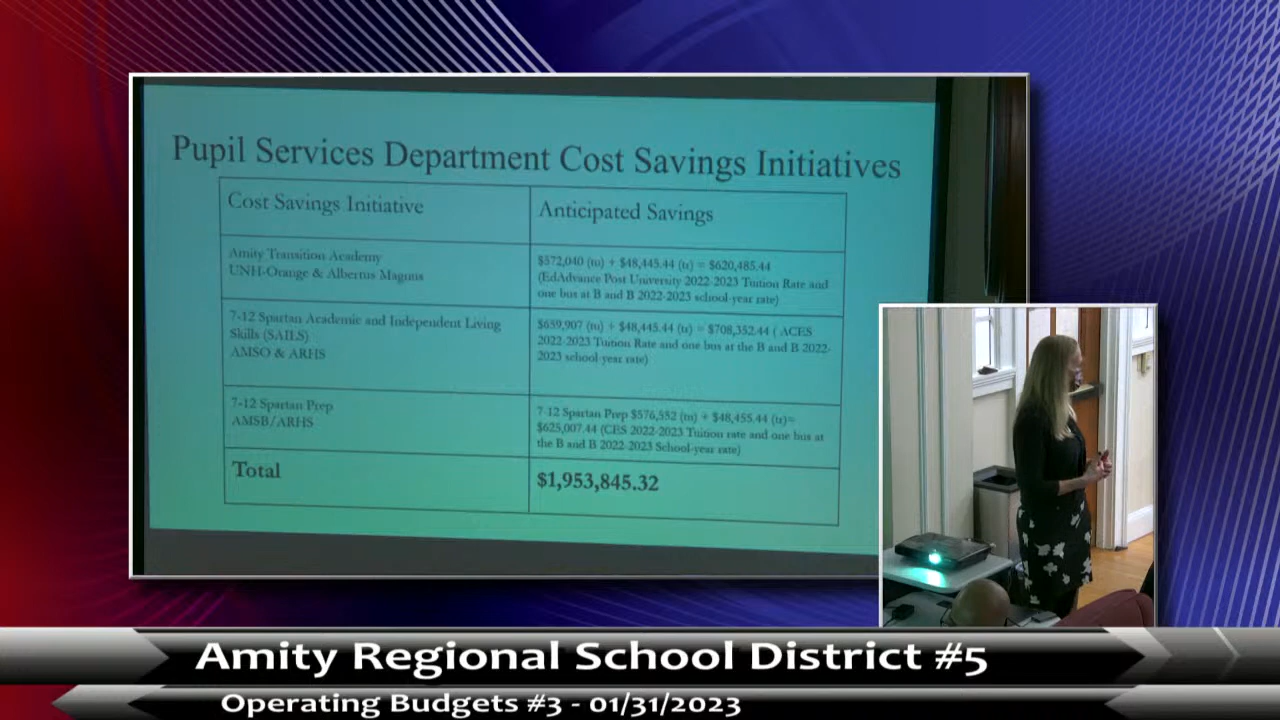 Pupil Services Department Cost Savings Initiatives
Cost Savings Initiative
Anticipated Savings
Amity Transition Academy
UNH-Orange & Albertus Magnus
$572,040 (tu) + $48,445.44 (tr) = $620,485.44
(EdAdvance Post University 2022-2023 Tuition Rate and
one bus at B and B 2022-2023 school-year rate)
7-12 Spartan Academic and Independent Living
Skills (SAILS)
AMSO & ARHS
$659,907 (tu) + $48,445.44 (tr) = $708,352.44 ( ACES
2022-2023 Tuition Rate and one bus at the B and B 2022-
2023 school-year rate)
7-12 Spartan Prep
AMSB/ARHS
7-12 Spartan Prep $576,552 (tu) + $48,455.44 (tr)=
$625,007.44 (CES 2022-2023 Tuition rate and one bus at
the B and B 2022-2023 School-year rate)
Total
$1,953,845.32
Amity Regional School District #5
Operating Budgets #3 - 01/31/2023